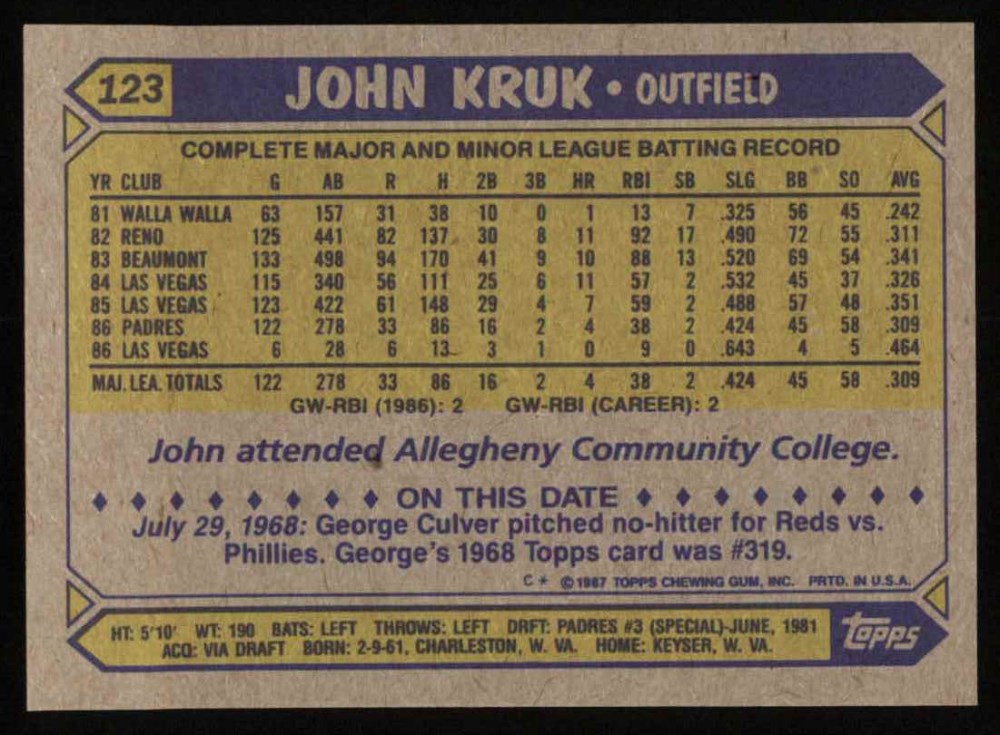 123 JOHN KRUK • OUTFIELD
COMPLETE MAJOR AND MINOR LEAGUE BATTING RECORD
YR CLUB G AB R H 2B 3B HR RBI SB SLG BB SO AVG
81 WALLA WALLA 63 157 31 38 10 0 1 13 7 .325 56 45 .242
82 RENO 125 441 82 137 30 8 11 92 17 .490 72 55 .311
83 BEAUMONT 133 498 94 170 41 9 10 88 13 .520 69 54 .341
84 LAS VEGAS 115 340 56 111 25 6 11 57 2 .532 45 37 .326
85 LAS VEGAS 123 422 61 148 29 4 7 59 2 .488 57 48 .351
86 PADRES 122 278 33 86 16 2 4 38 2 .424 45 58 .309
86 LAS VEGAS 6 28 6 13 3 1 0 9 0 .643 4 5 .464
MAJ. LEA. TOTALS 122 278 33 86 16 2 4 38 2 .424 45 58 .309
GW-RBI (1986): 2 GW-RBI (CAREER): 2
John attended Allegheny Community College.
ON THIS DATE
July 29, 1968: George Culver pitched no-hitter for Reds vs.
Phillies. George's 1968 Topps card was #319.
C* © 1987 TOPPS CHEWING GUM, INC. PRTD. IN U.S.A.
HT: 5'10" WT: 190 BATS: LEFT THROWS: LEFT DRFT: PADRES #3 (SPECIAL)-JUNE, 1981
ACQ: VIA DRAFT BORN: 2-9-61, CHARLESTON, W. VA. HOME: KEYSER, W. VA.
topps